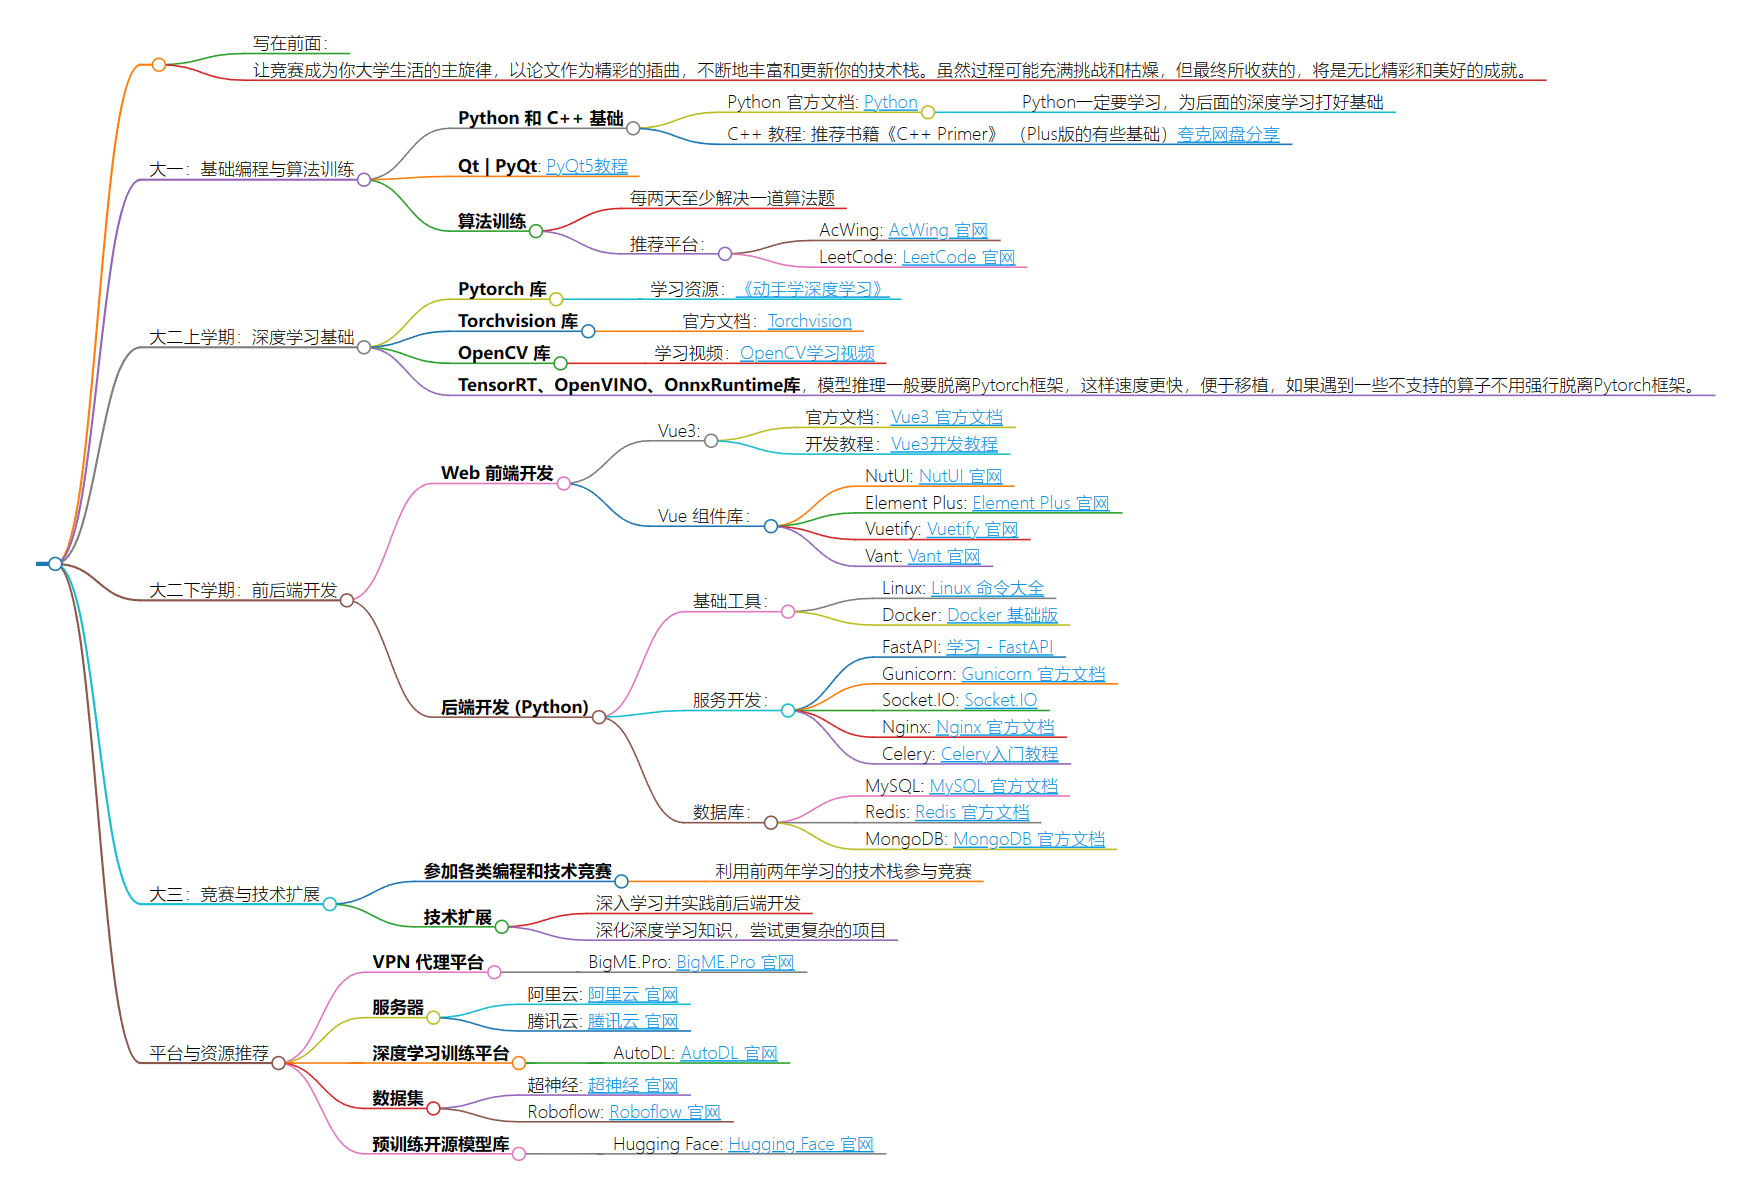 写在前面：
让竞赛成为你大学生活的主旋律，以论文作为精彩的插曲，不断地丰富和更新你的技术栈。虽然过程可能充满挑战和枯燥，但最终所收获的，将是无比精彩和美好的成就。
大一：基础编程与算法训练
Python 和 C++ 基础
Python 官方文档: Python
Python一定要学习，为后面的深度学习打好基础
C++ 教程: 推荐书籍《C++ Primer》 （Plus版的有些基础）夸克网盘分享
Qt | PyQt: PyQt5教程
算法训练
每两天至少解决一道算法题
推荐平台：
AcWing: AcWing 官网
LeetCode: LeetCode 官网
大二上学期：深度学习基础
Pytorch 库
学习资源：《动手学深度学习》
Torchvision 库
官方文档：Torchvision
OpenCV 库
学习视频：OpenCV学习视频
TensorRT、OpenVINO、OnnxRuntime库，模型推理一般要脱离Pytorch框架，这样速度更快，便于移植，如果遇到一些不支持的算子不用强行脱离Pytorch框架。
大二下学期：前后端开发
Web 前端开发
Vue3:
官方文档：Vue3 官方文档
开发教程：Vue3开发教程
Vue 组件库：
NutUI: NutUI 官网
Element Plus: Element Plus 官网
Vuetify: Vuetify 官网
Vant: Vant 官网
后端开发 (Python)
基础工具：
Linux: Linux 命令大全
Docker: Docker 基础版
服务开发：
FastAPI: 学习 - FastAPI
Gunicorn: Gunicorn 官方文档
Socket.IO: Socket.IO
Nginx: Nginx 官方文档
Celery: Celery入门教程
数据库：
MySQL: MySQL 官方文档
Redis: Redis 官方文档
MongoDB: MongoDB 官方文档
大三：竞赛与技术扩展
参加各类编程和技术竞赛
利用前两年学习的技术栈参与竞赛
技术扩展
深入学习并实践前后端开发
深化深度学习知识，尝试更复杂的项目
平台与资源推荐
VPN 代理平台
BigME.Pro: BigME.Pro 官网
服务器
阿里云: 阿里云 官网
腾讯云: 腾讯云 官网
深度学习训练平台
AutoDL: AutoDL 官网
数据集
超神经: 超神经 官网
Roboflow: Roboflow 官网
预训练开源模型库
Hugging Face: Hugging Face 官网